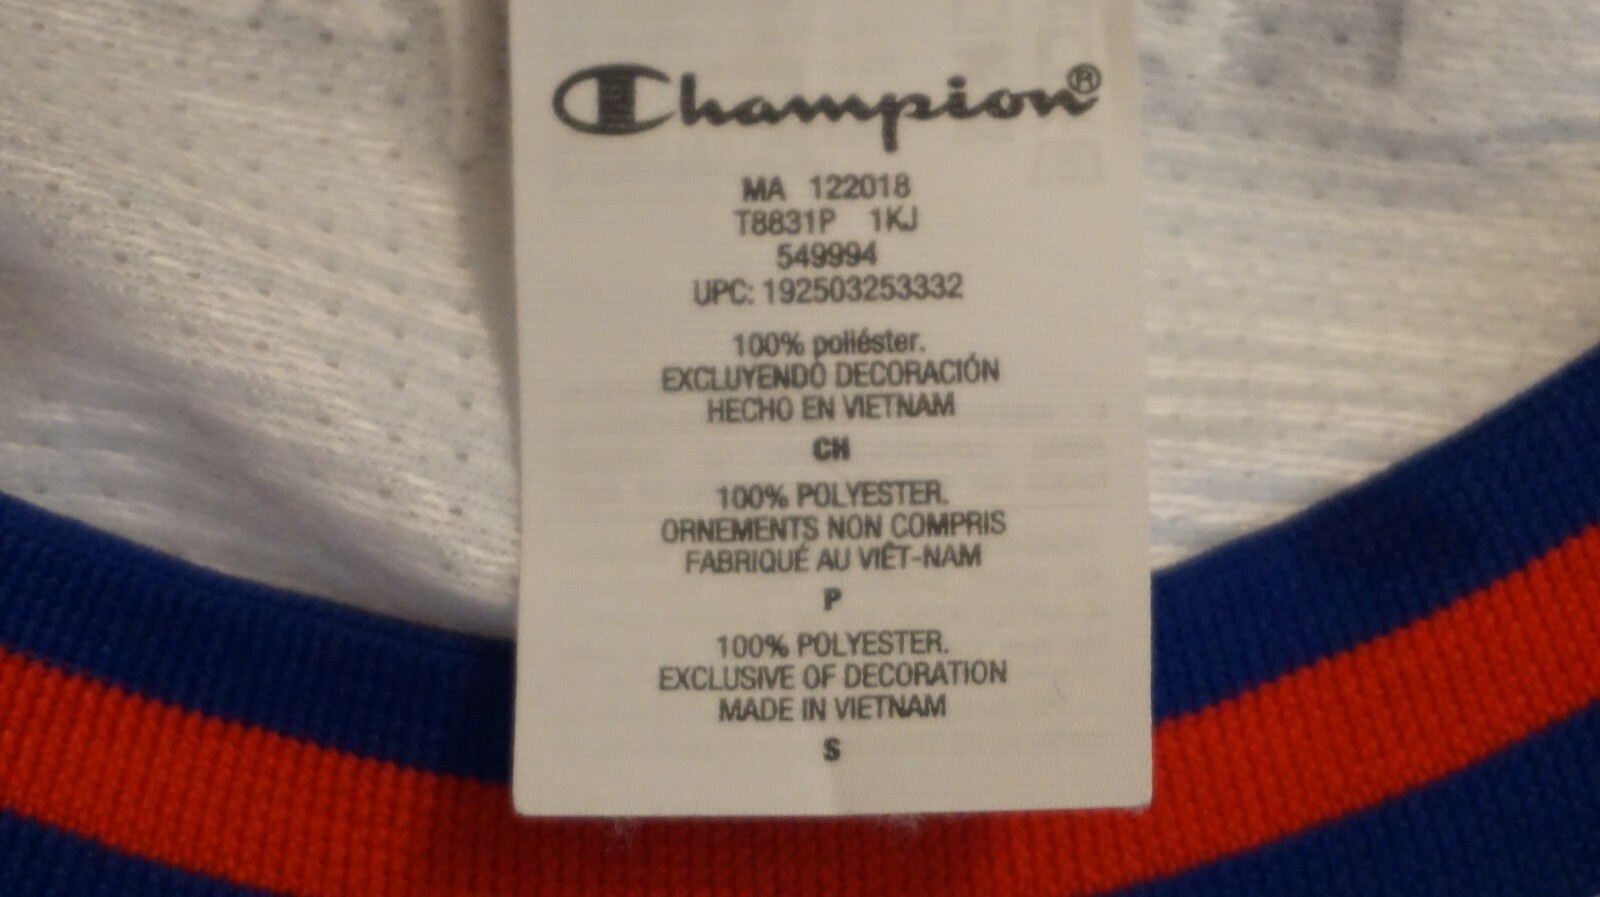 Champion®
MA 122018
T8831P 1KJ
549994
UPC: 192503253332
100% poliéster.
EXCLUYENDO DECORACIÓN
HECHO EN VIETNAM
CH
100% POLYESTER.
ORNEMENTS NON COMPRIS
FABRIQUÉ AU VIÊT-NAM
P
100% POLYESTER.
EXCLUSIVE OF DECORATION
MADE IN VIETNAM
S